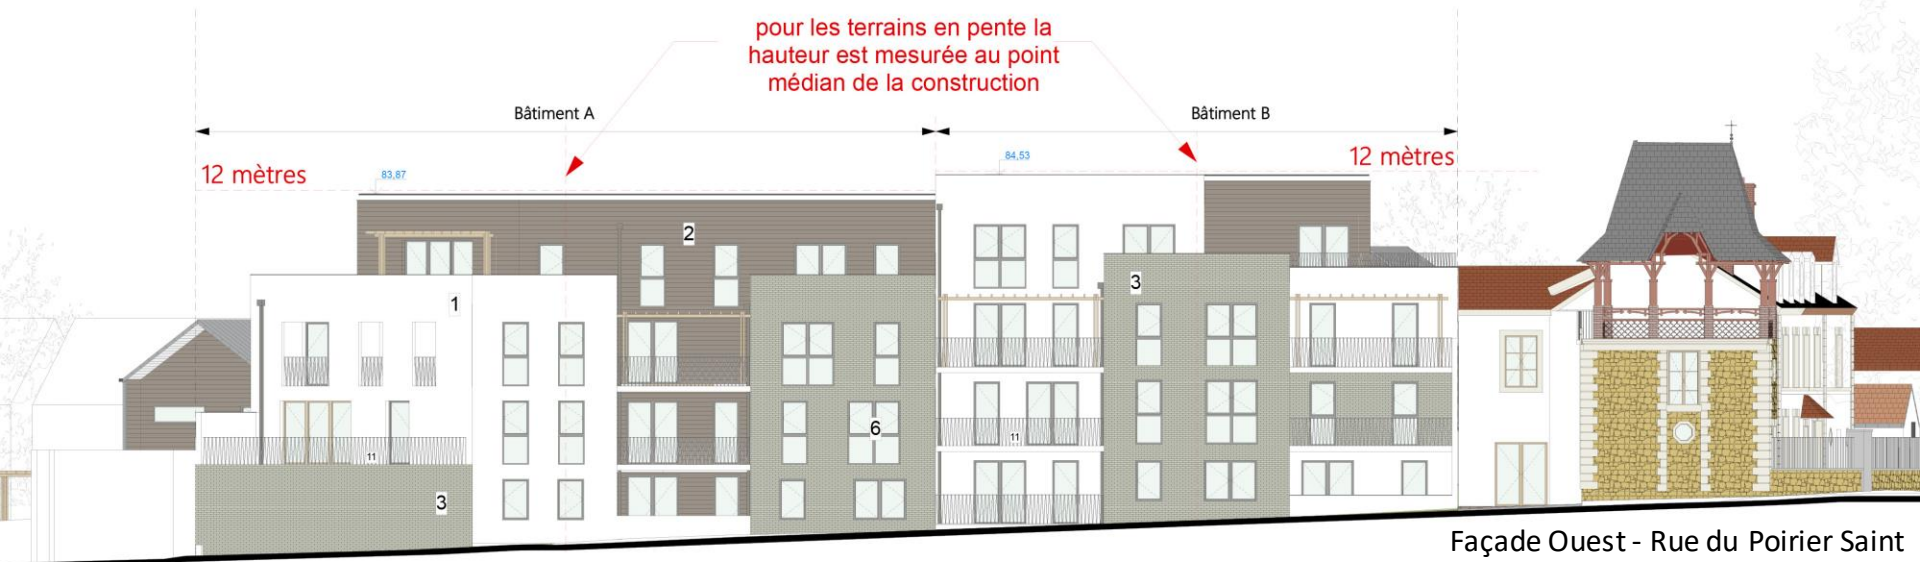 pour les terrains en pente la
hauteur est mesurée au point
médian de la construction
Bâtiment A
Bâtiment B
12 mètres
83,87
84,53
12 mètres
2
1
3
6
11
11
3
Façade Ouest - Rue du Poirier Saint